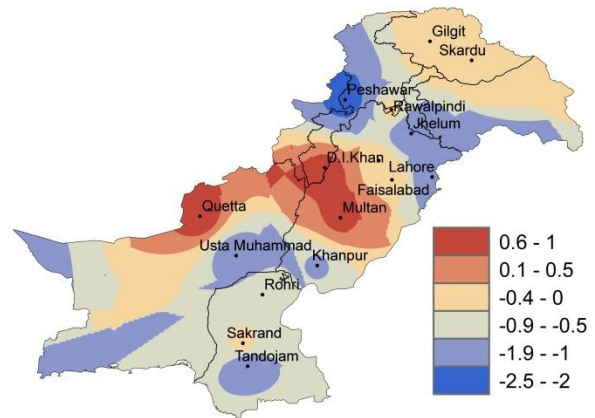 Gilgit
Skardu
Peshawar
Rawalpindi
Jhelum
D.I.Khan
Lahore
Faisalabad
Quetta
Multan
Usta Muhammad
Khanpur
Rohri
Sakrand
Tandojam
0.6 - 1
0.1 - 0.5
-0.4 - 0
-0.9 - -0.5
-1.9 - -1
-2.5 - -2